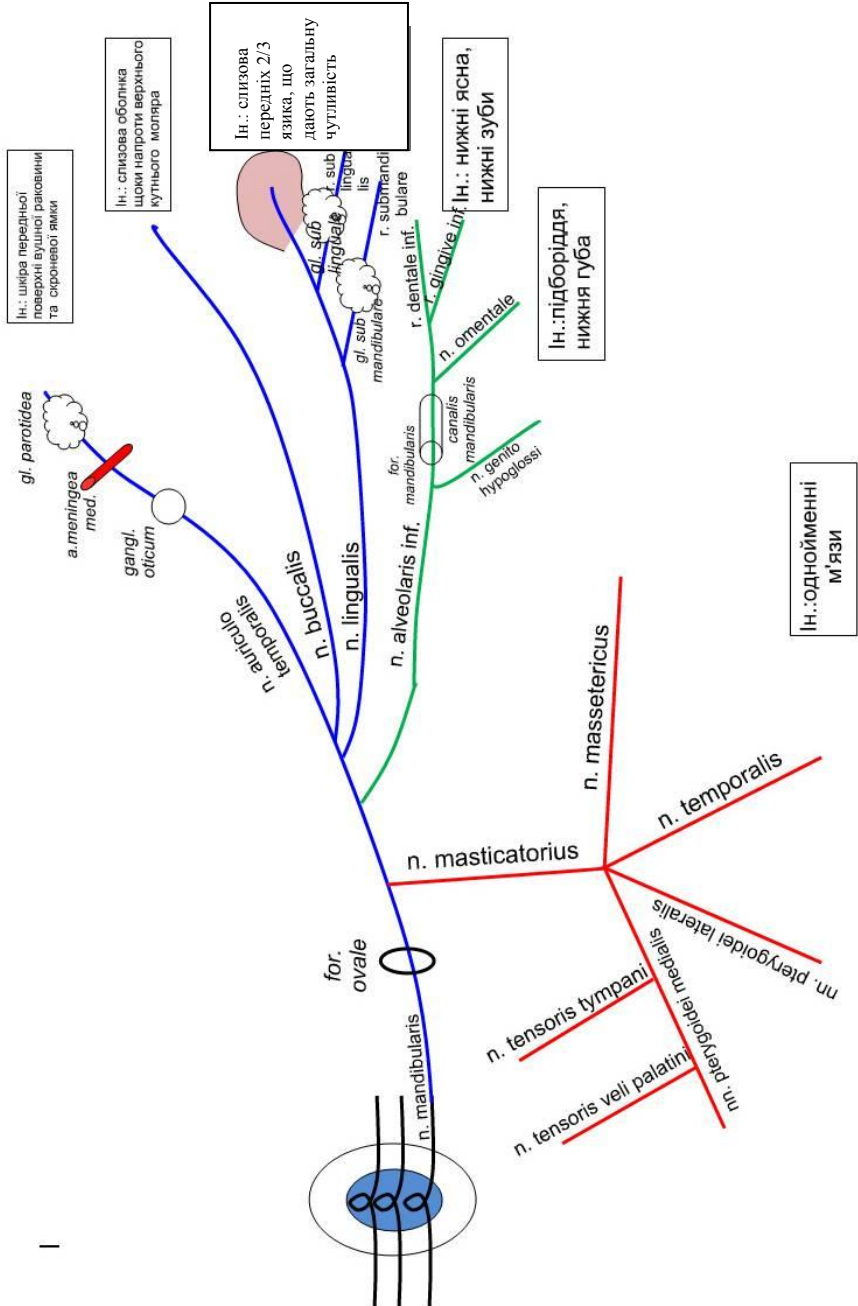 Ін.: шкіра передньої
поверхні вушної раковини
та скроневої ямки
Ін.: слизова оболнка
щоки напроти верхнього
кутнього моляра
Ін.: слизова
передніх 2/3
язика, що
дають загальну
чутливість
Ін.: нижні ясна,
нижні зуби
Ін.:підборіддя,
нижня губа
Ін.:однойменні
м'язи
gl. parotidea
a.meningea
med.
gangl.
oticum
n. auriculo
temporalis
n. buccalis
n. lingualis
gl. sub
linguale
r. sub
lingua
lis
gl. sub
mandibulare
r. submandi
bulare
n. alveolaris inf.
for.
mandibularis
canalis
mandibularis
r. dentale inf.
r. gingive inf.
n. omentale
n. genito
hypoglossi
for.
ovale
n. mandibularis
n. masticatorius
n. massetericus
n. temporalis
nn. pterygoidei lateralis
nn. pterygoidei medialis
n. tensoris tympani
n. tensoris veli palatini